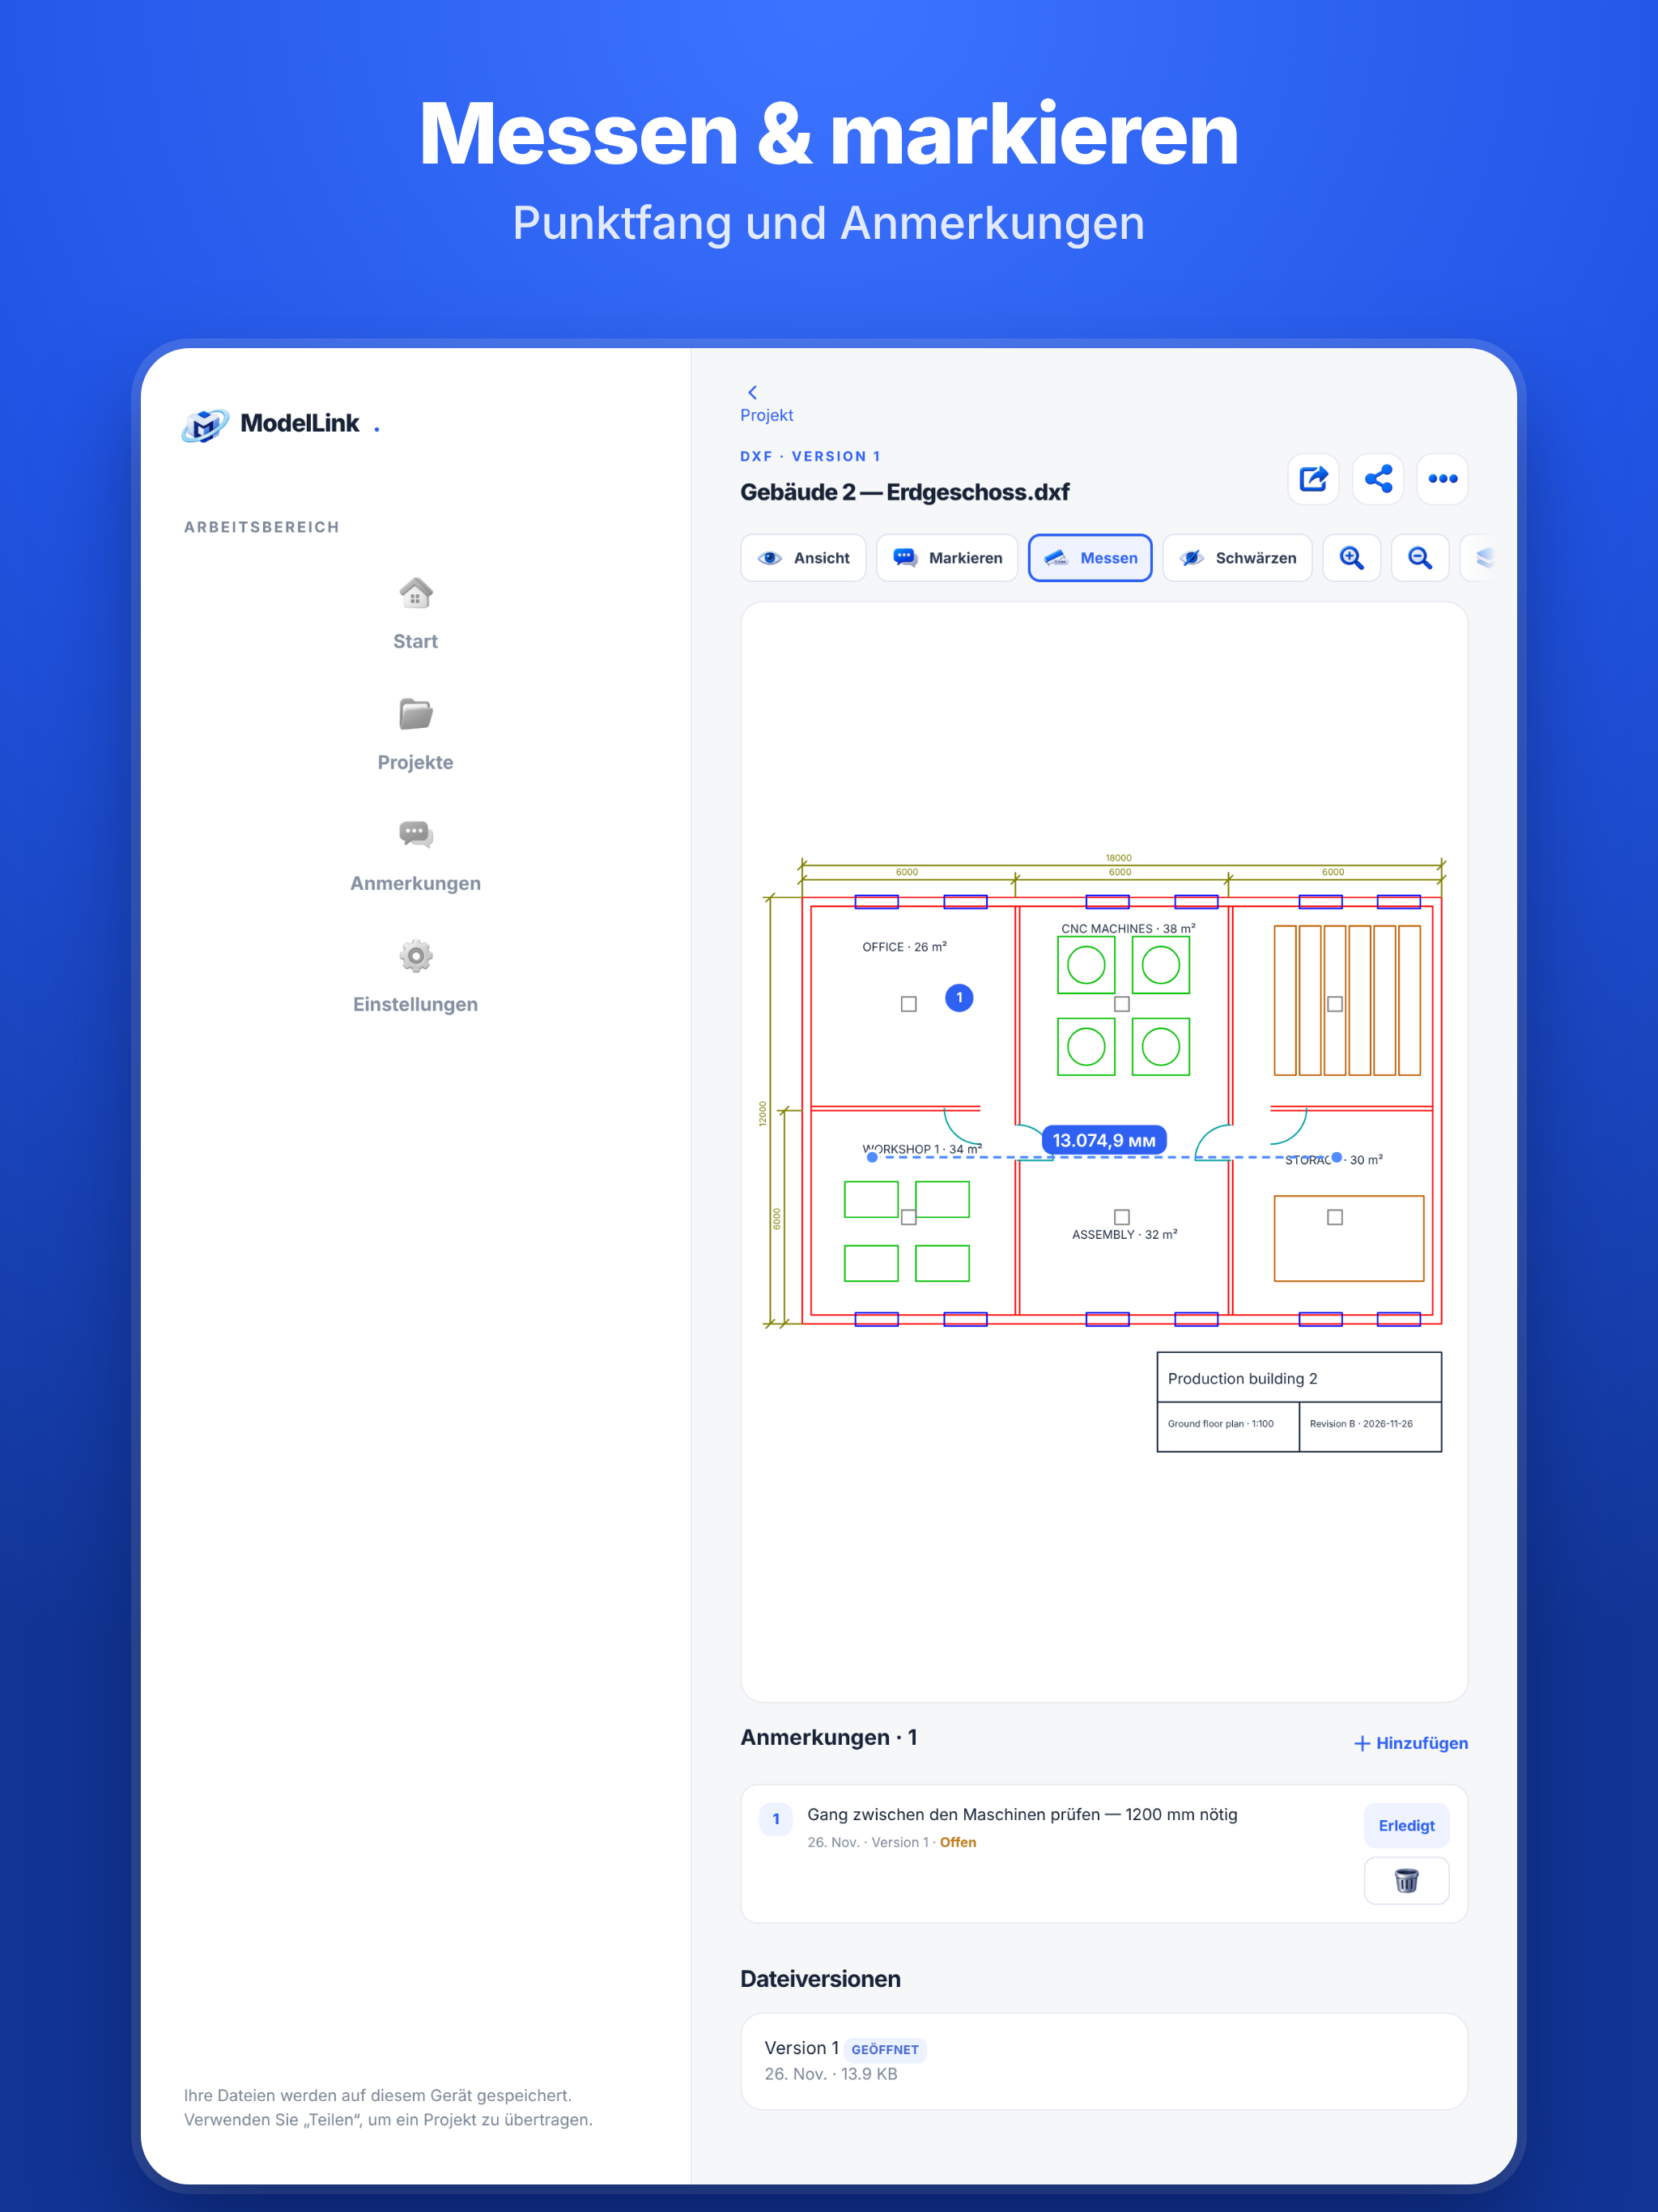 Messen & markieren
Punktfang und Anmerkungen
ModelLink .
ARBEITSBEREICH
Start
Projekte
Anmerkungen
Einstellungen
Ihre Dateien werden auf diesem Gerät gespeichert.
Verwenden Sie „Teilen“, um ein Projekt zu übertragen.
Projekt
DXF · VERSION 1
Gebäude 2 — Erdgeschoss.dxf
Ansicht
Markieren
Messen
Schwärzen
18000
6000
6000
6000
CNC MACHINES · 38 m²
OFFICE · 26 m²
1
12000
6000
13.074,9 мм
WORKSHOP 1 · 34 m²
· 30 m²
ASSEMBLY · 32 m²
Production building 2
Ground floor plan · 1:100
Revision B · 2026-11-26
Anmerkungen · 1
Hinzufügen
1
Gang zwischen den Maschinen prüfen — 1200 mm nötig
26. Nov. · Version 1 · Offen
Erledigt
Dateiversionen
Version 1 GEÖFFNET
26. Nov. · 13.9 KB